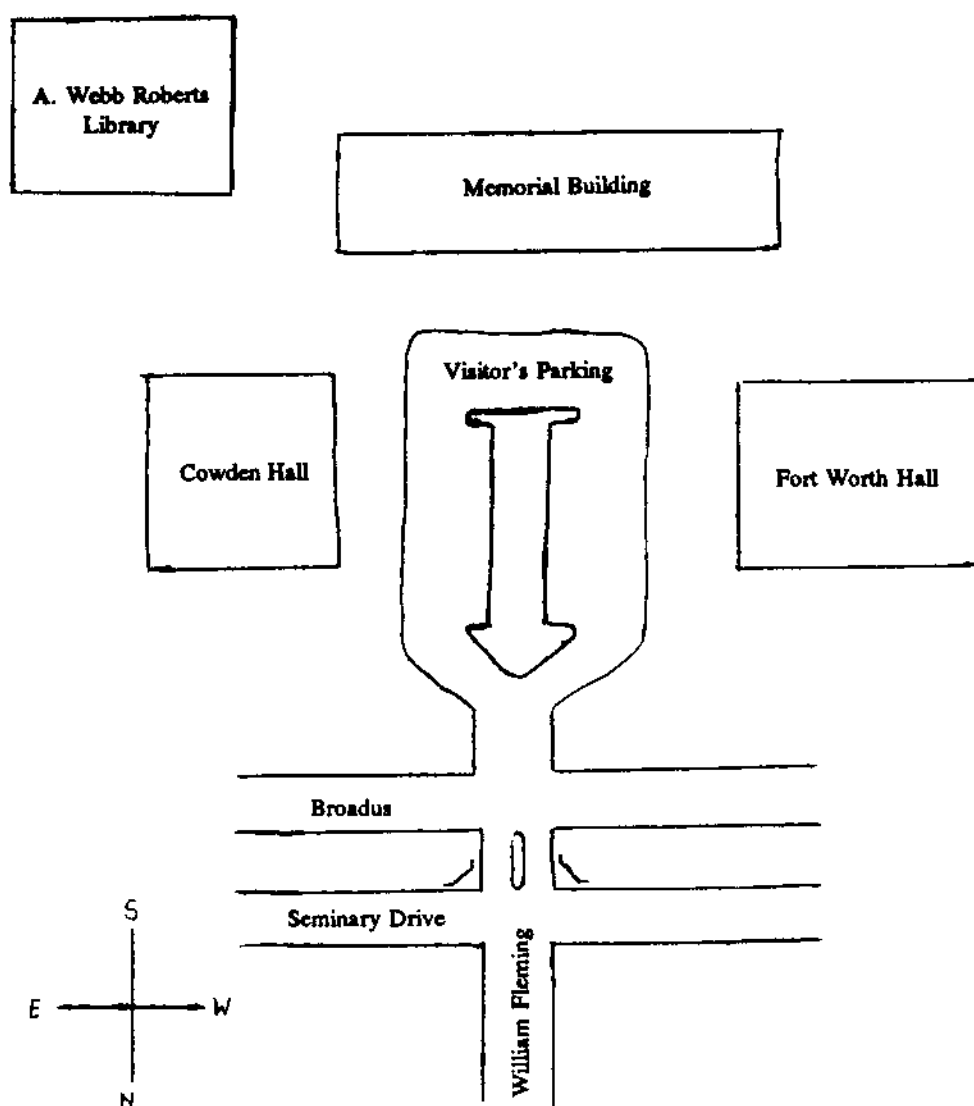 A. Webb Roberts
Library
Memorial Building
Visitor's Parking
Cowden Hall
Fort Worth Hall
Broadus
Seminary Drive
William Fleming
S
E
W
N